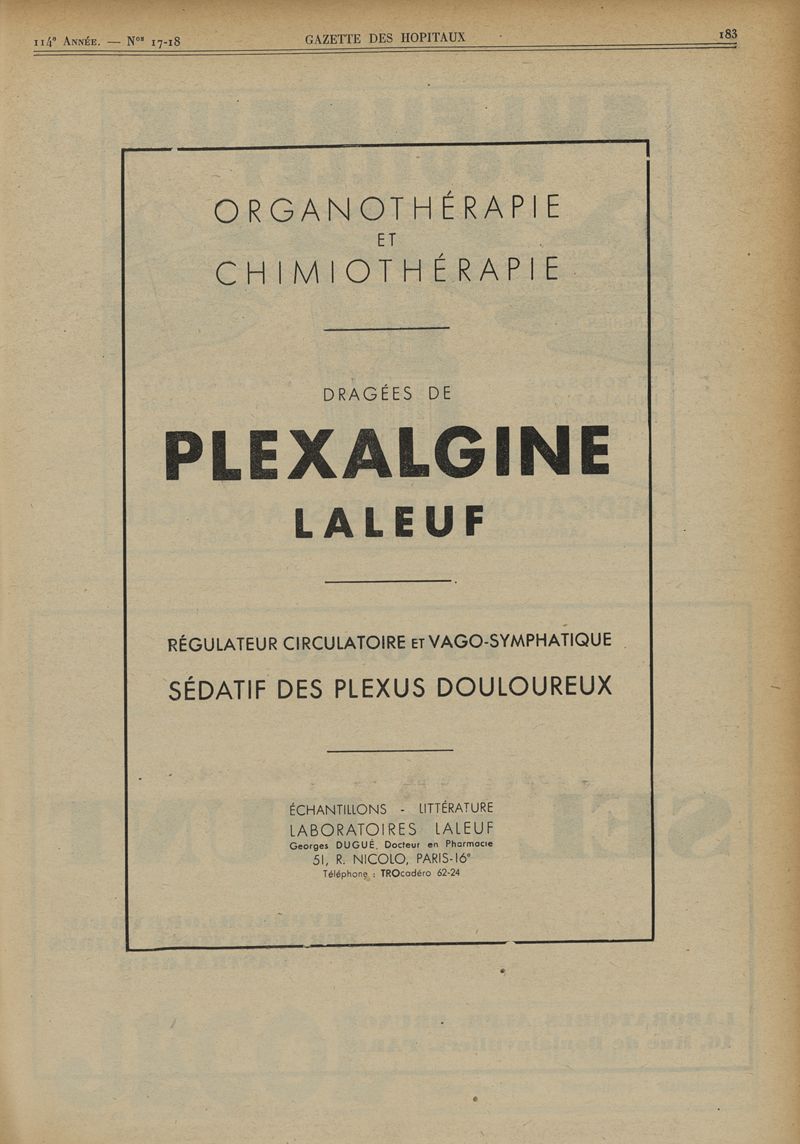 114e Année. — Nos 17-18 GAZETTE DES HOPITAUX 183
ORGANOTHÉRAPIE
ET
CHIMIOTHÉRAPIE
DRAGÉES DE
PLEXALGINE
LALEUF
RÉGULATEUR CIRCULATOIRE ET VAGO-SYMPHATIQUE
SÉDATIF DES PLEXUS DOULOUREUX
ÉCHANTILLONS - LITTÉRATURE
LABORATOIRES LALEUF
Georges DUGUÉ, Docteur en Pharmacie
51, R. NICOLO, PARIS-16e
Téléphone : TROcadéro 62-24